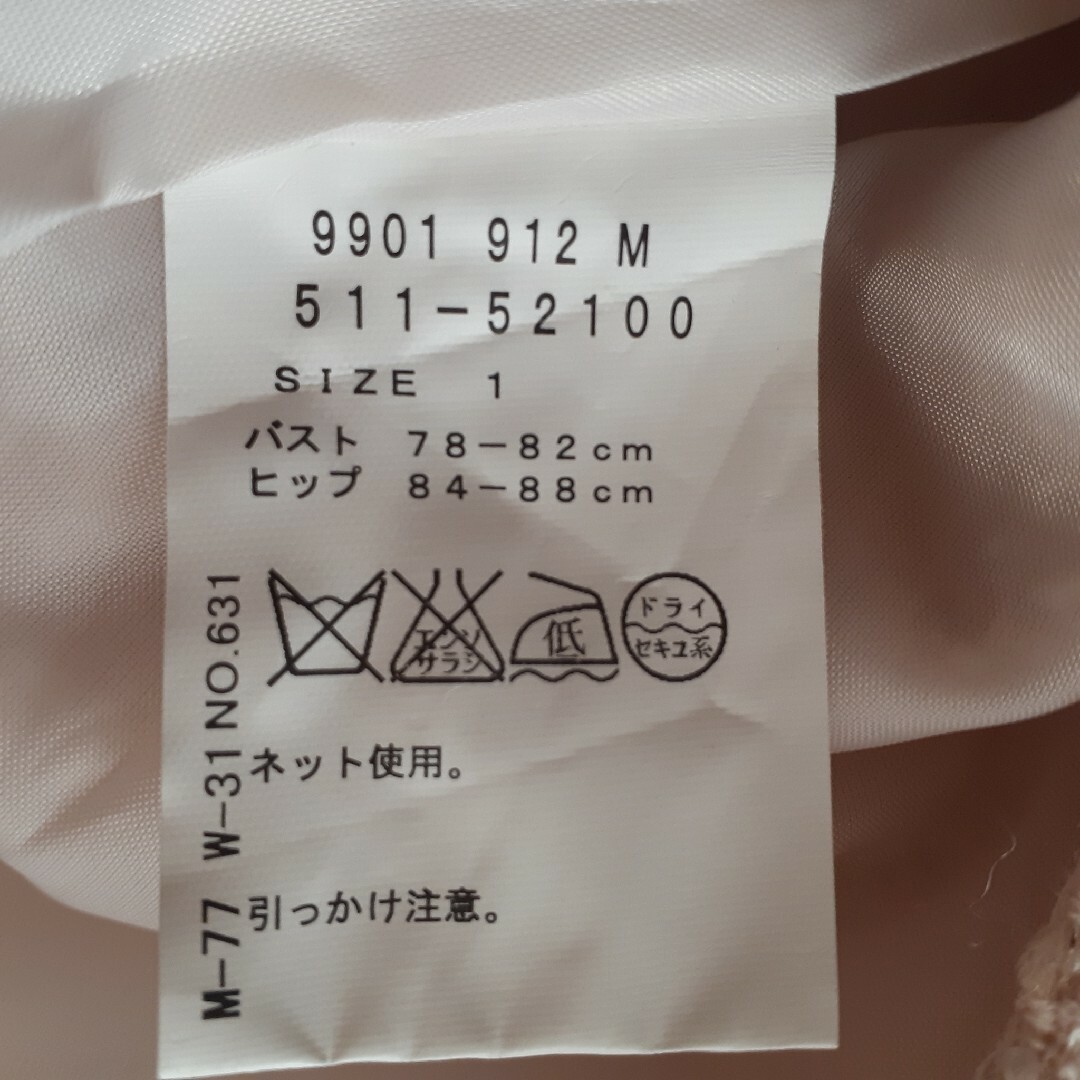 9901 912 M
511-52100
SIZE 1
バスト 78-82cm
ヒップ 84-88cm
エンソ
サラシ
低
ドライ
セキユ系
ネット使用。
引っかけ注意。
M-77 W-31NO.631